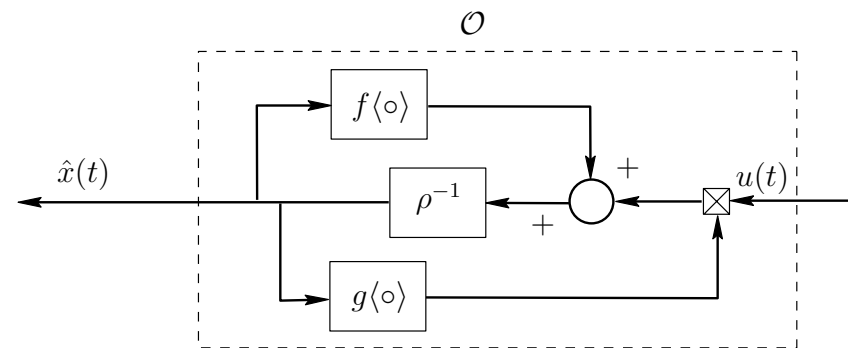 𝒪
f⟨∘⟩
x̂(t)
+
u(t)
ρ⁻¹
+
g⟨∘⟩